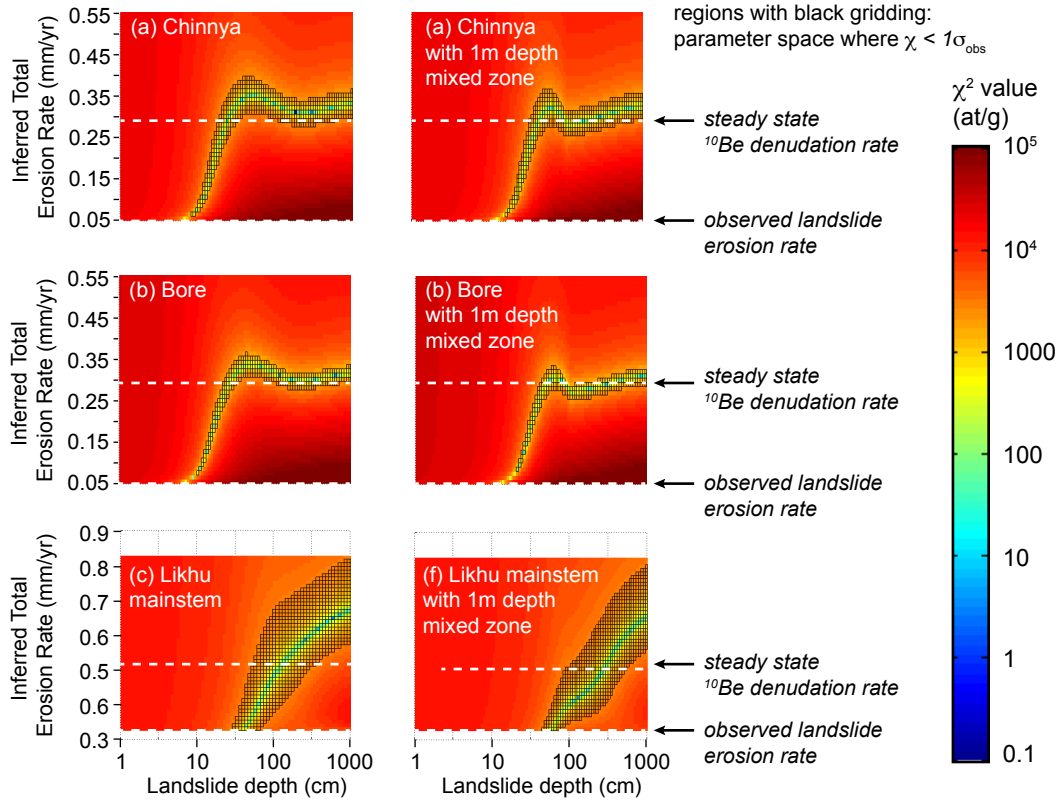 (a) Chinnya
(a) Chinnya
with 1m depth
mixed zone
regions with black gridding:
parameter space where χ < 1σobs
Inferred Total
Erosion Rate (mm/yr)
0.55
0.45
0.35
0.25
0.15
0.05
steady state
10Be denudation rate
observed landslide
erosion rate
χ2 value
(at/g)
105
104
1000
100
10
1
0.1
(b) Bore
(b) Bore
with 1m depth
mixed zone
Inferred Total
Erosion Rate (mm/yr)
0.55
0.45
0.35
0.25
0.15
0.05
steady state
10Be denudation rate
observed landslide
erosion rate
(c) Likhu
mainstem
(f) Likhu mainstem
with 1m depth
mixed zone
Inferred Total
Erosion Rate (mm/yr)
0.9
0.8
0.7
0.6
0.5
0.6
0.3
steady state
10Be denudation rate
observed landslide
erosion rate
1 10 100 1000
1 10 100 1000
Landslide depth (cm)
Landslide depth (cm)